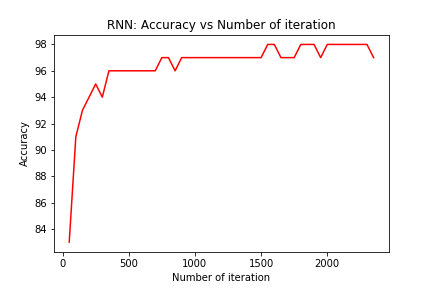 RNN: Accuracy vs Number of iteration
98
96
94
92
90
88
86
84
Accuracy
0 500 1000 1500 2000
Number of iteration